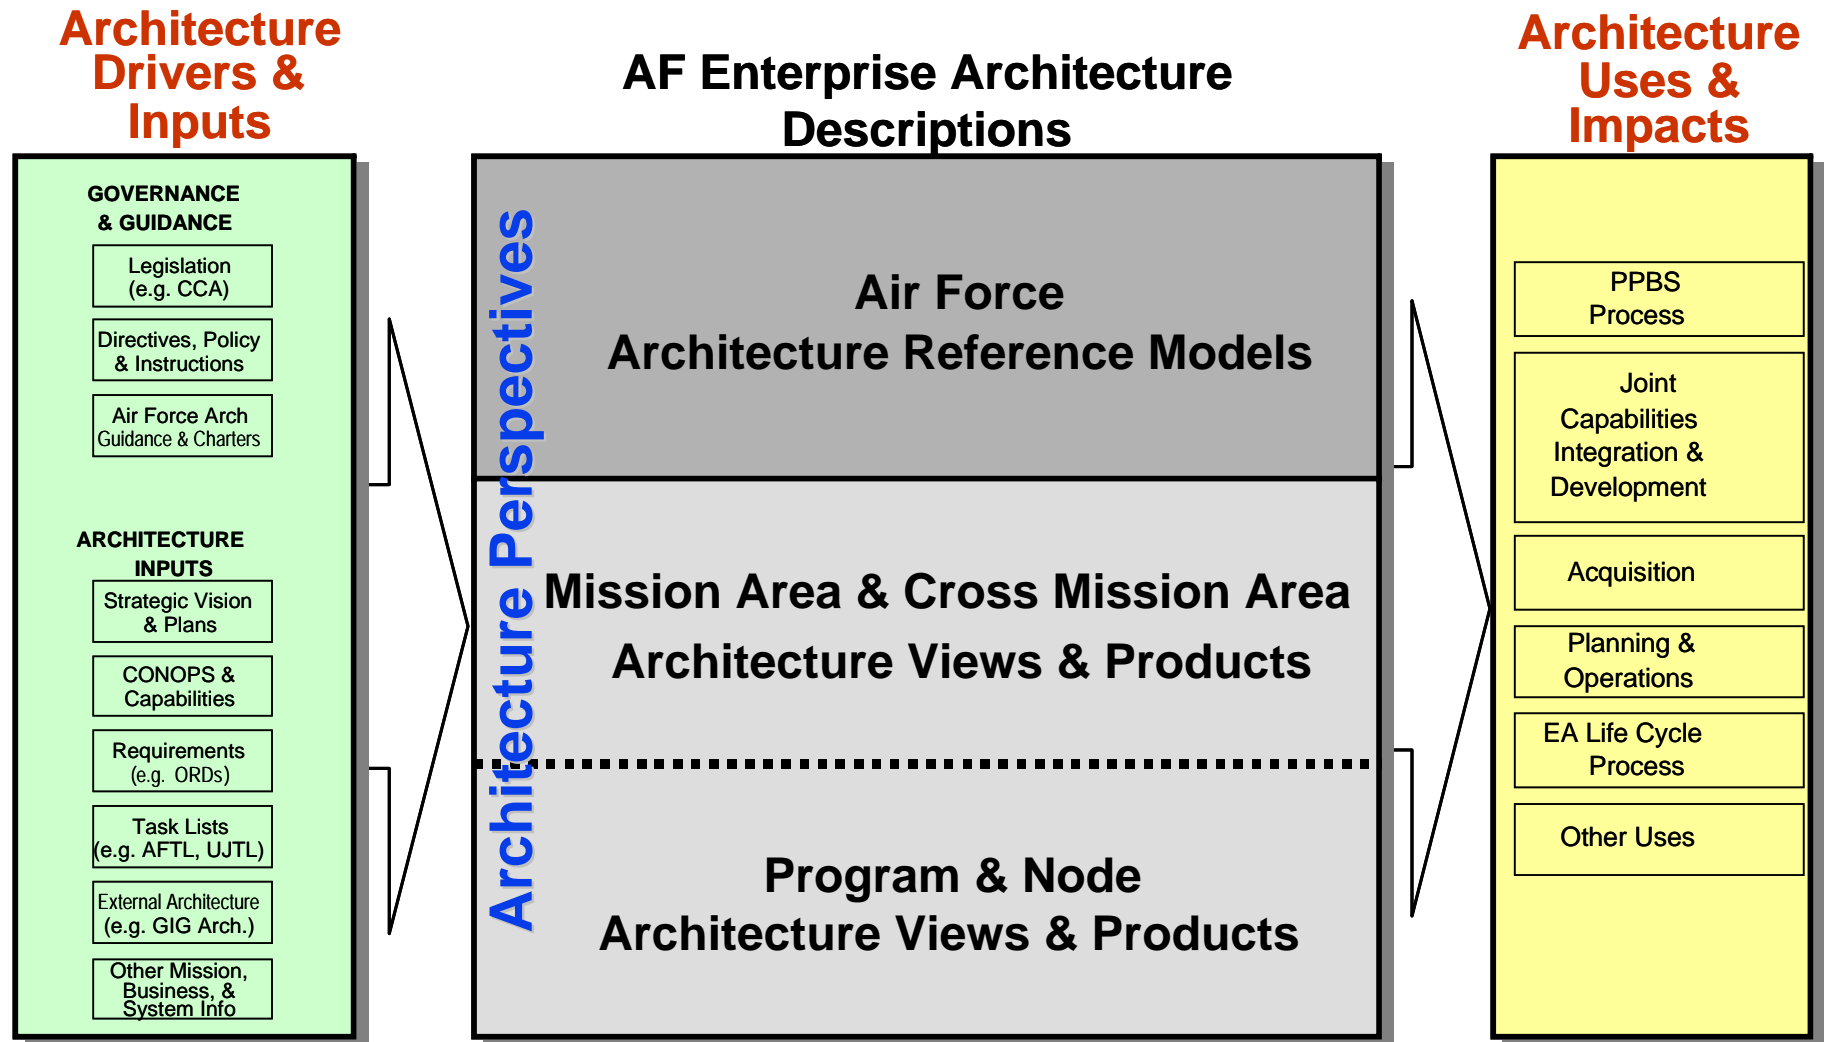 Architecture
Drivers &
Inputs
GOVERNANCE
& GUIDANCE
Legislation
(e.g. CCA)
Directives, Policy
& Instructions
Air Force Arch
Guidance & Charters
ARCHITECTURE
INPUTS
Strategic Vision
& Plans
CONOPS &
Capabilities
Requirements
(e.g. ORDs)
Task Lists
(e.g. AFTL, UJTL)
External Architecture
(e.g. GIG Arch.)
Other Mission,
Business, &
System Info
AF Enterprise Architecture
Descriptions
Architecture Perspectives
Air Force
Architecture Reference Models
Mission Area & Cross Mission Area
Architecture Views & Products
Program & Node
Architecture Views & Products
Architecture
Uses &
Impacts
PPBS
Process
Joint
Capabilities
Integration &
Development
Acquisition
Planning &
Operations
EA Life Cycle
Process
Other Uses